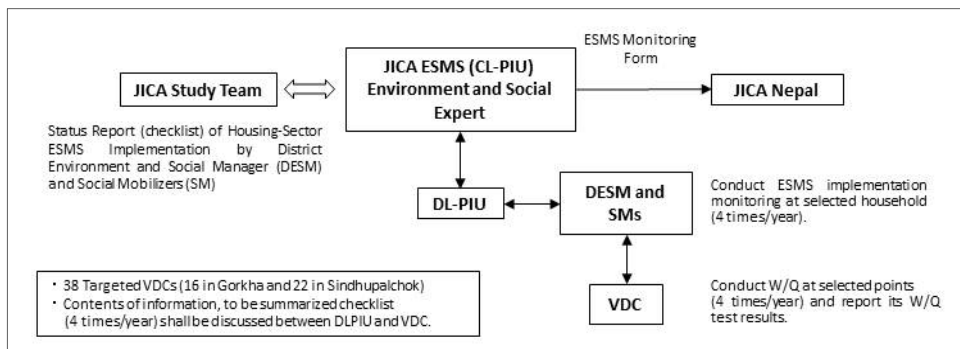 ESMS Monitoring
Form
JICA ESMS (CL-PIU)
Environment and Social
Expert
JICA Study Team
JICA Nepal
Status Report (checklist) of Housing-Sector
ESMS Implementation by District
Environment and Social Manager (DESM)
and Social Mobilizers (SM)
DL-PIU
DESM and
SMs
Conduct ESMS implementation
monitoring at selected household
(4 times/year).
• 38 Targeted VDCs (16 in Gorkha and 22 in Sindhupalchok)
• Contents of information, to be summarized checklist
(4 times/year) shall be discussed between DLPIU and VDC.
VDC
Conduct W/Q at selected points
(4 times/year) and report its W/Q
test results.